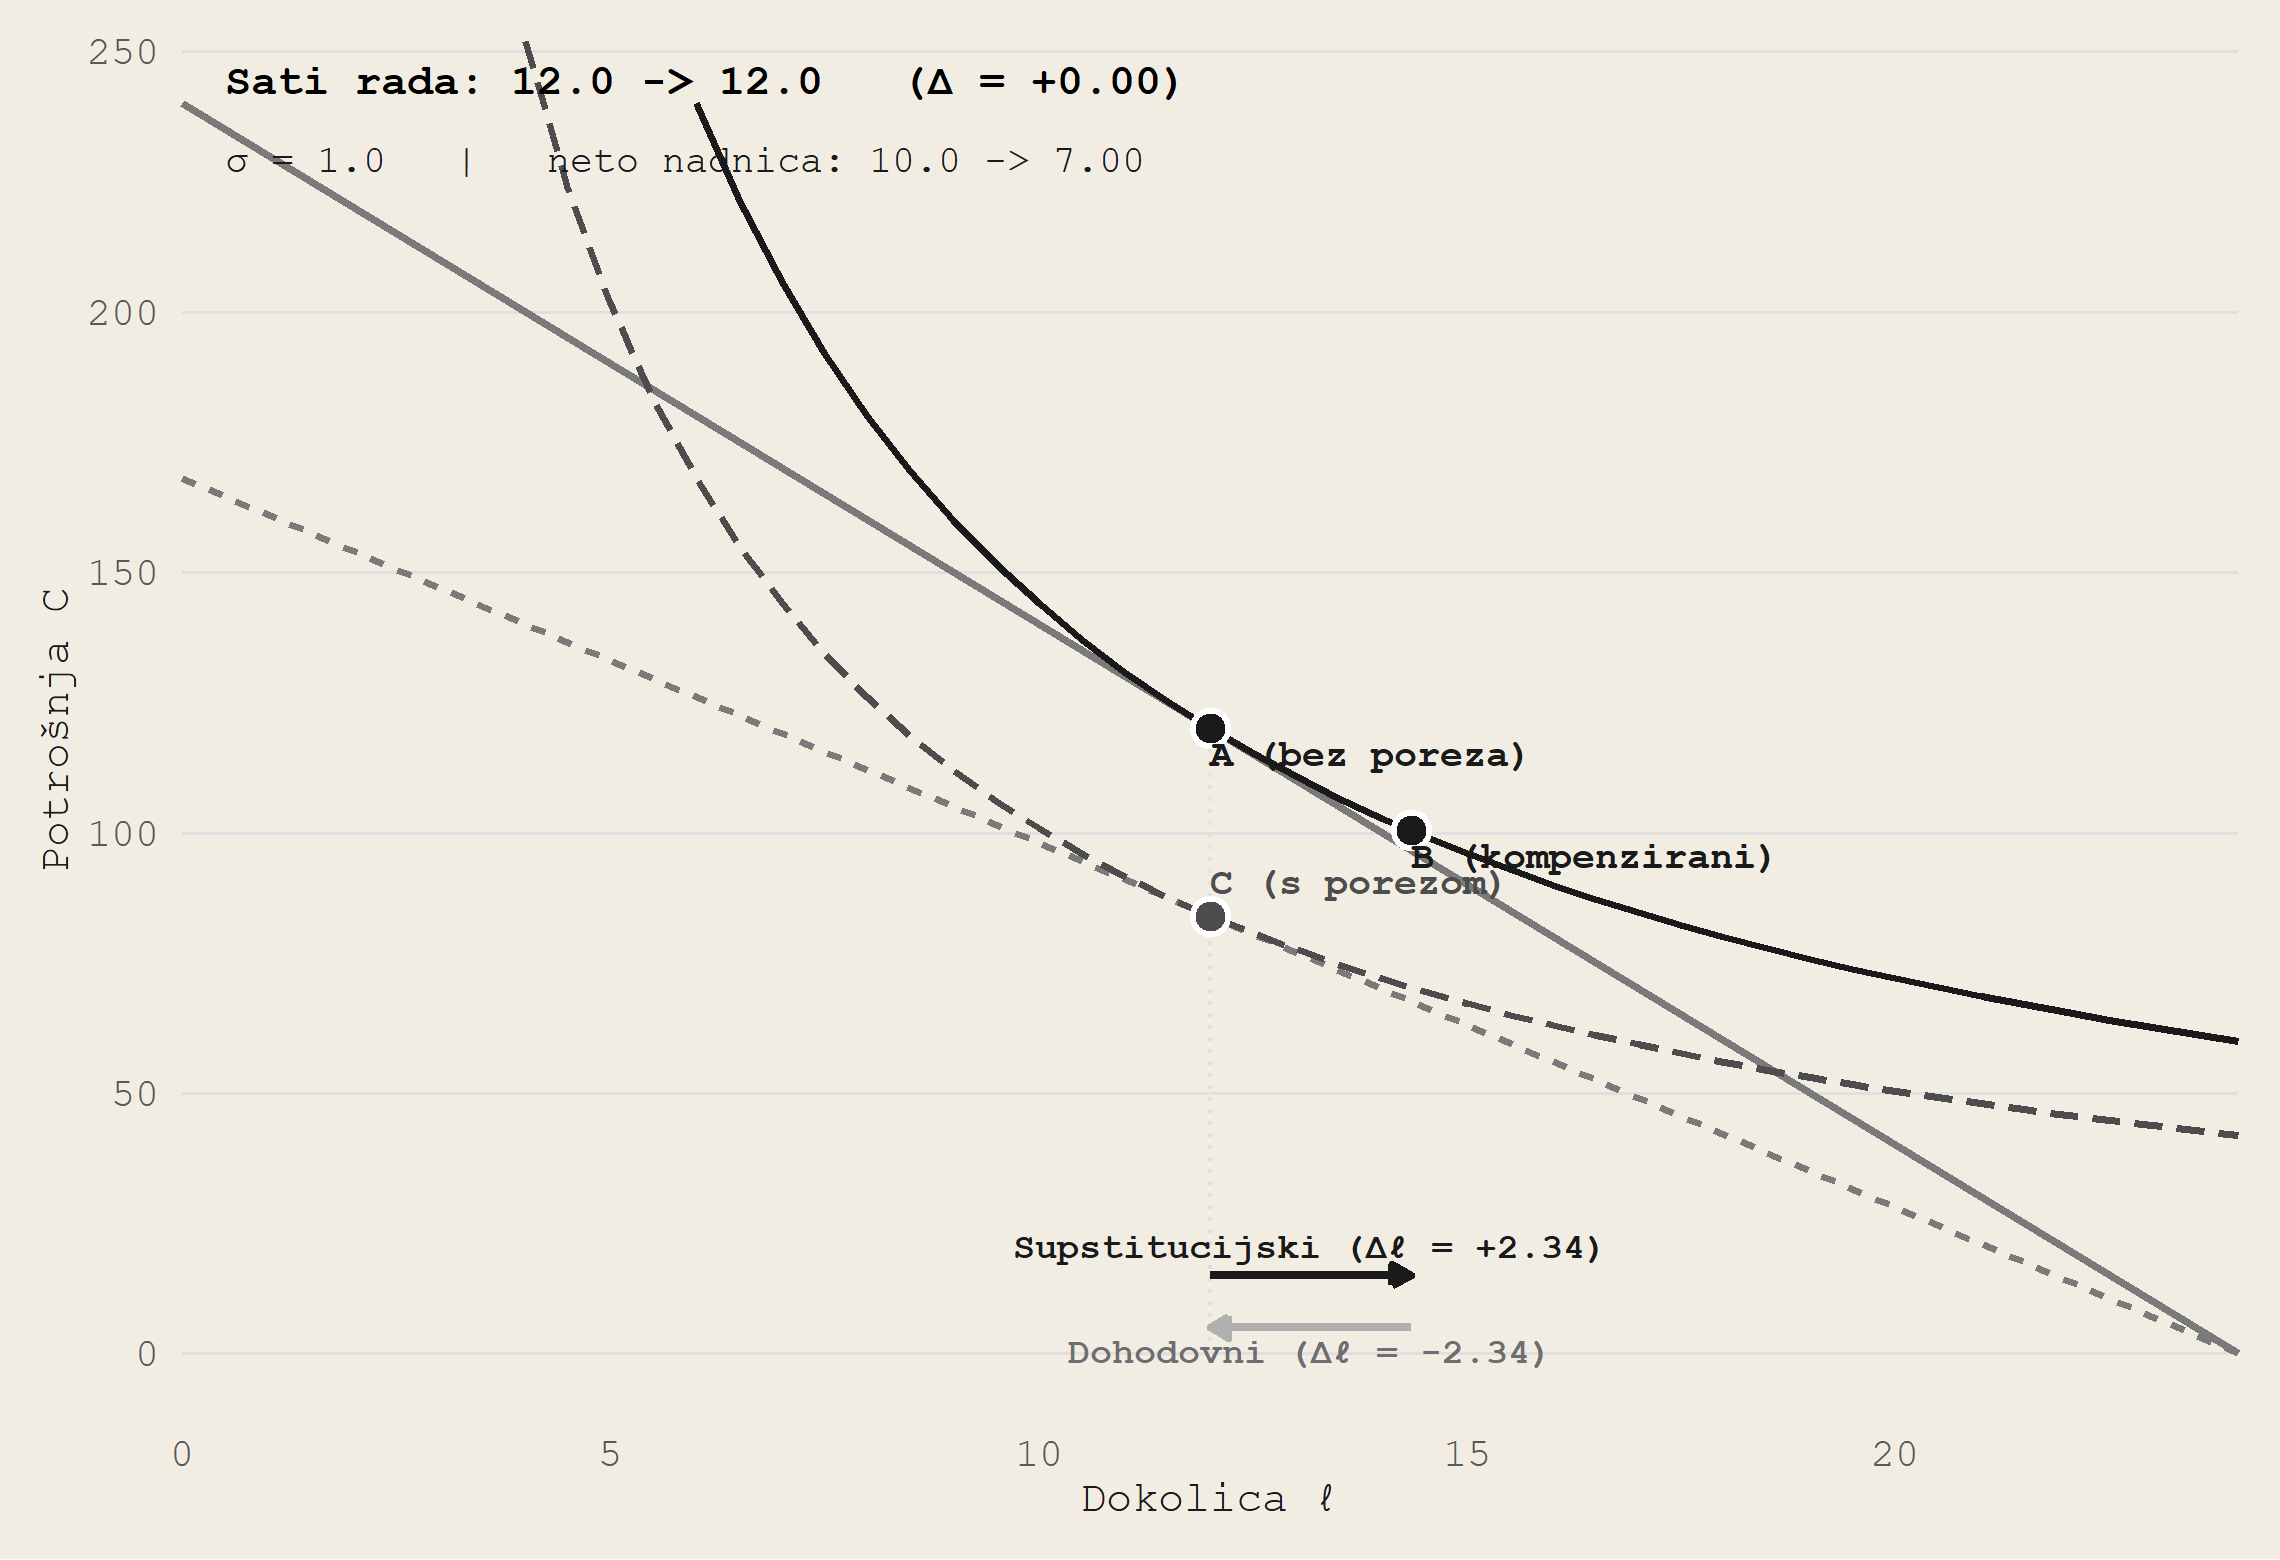 250
Sati rada: 12.0 -> 12.0   (Δ = +0.00)
σ = 1.0   |   neto nadnica: 10.0 -> 7.00
200
150
Potrošnja C
A (bez poreza)
100
B (kompenzirani)
C (s porezom)
50
Supstitucijski (Δℓ = +2.34)
0
Dohodovni (Δℓ = -2.34)
0 5 10 15 20
Dokolica ℓ